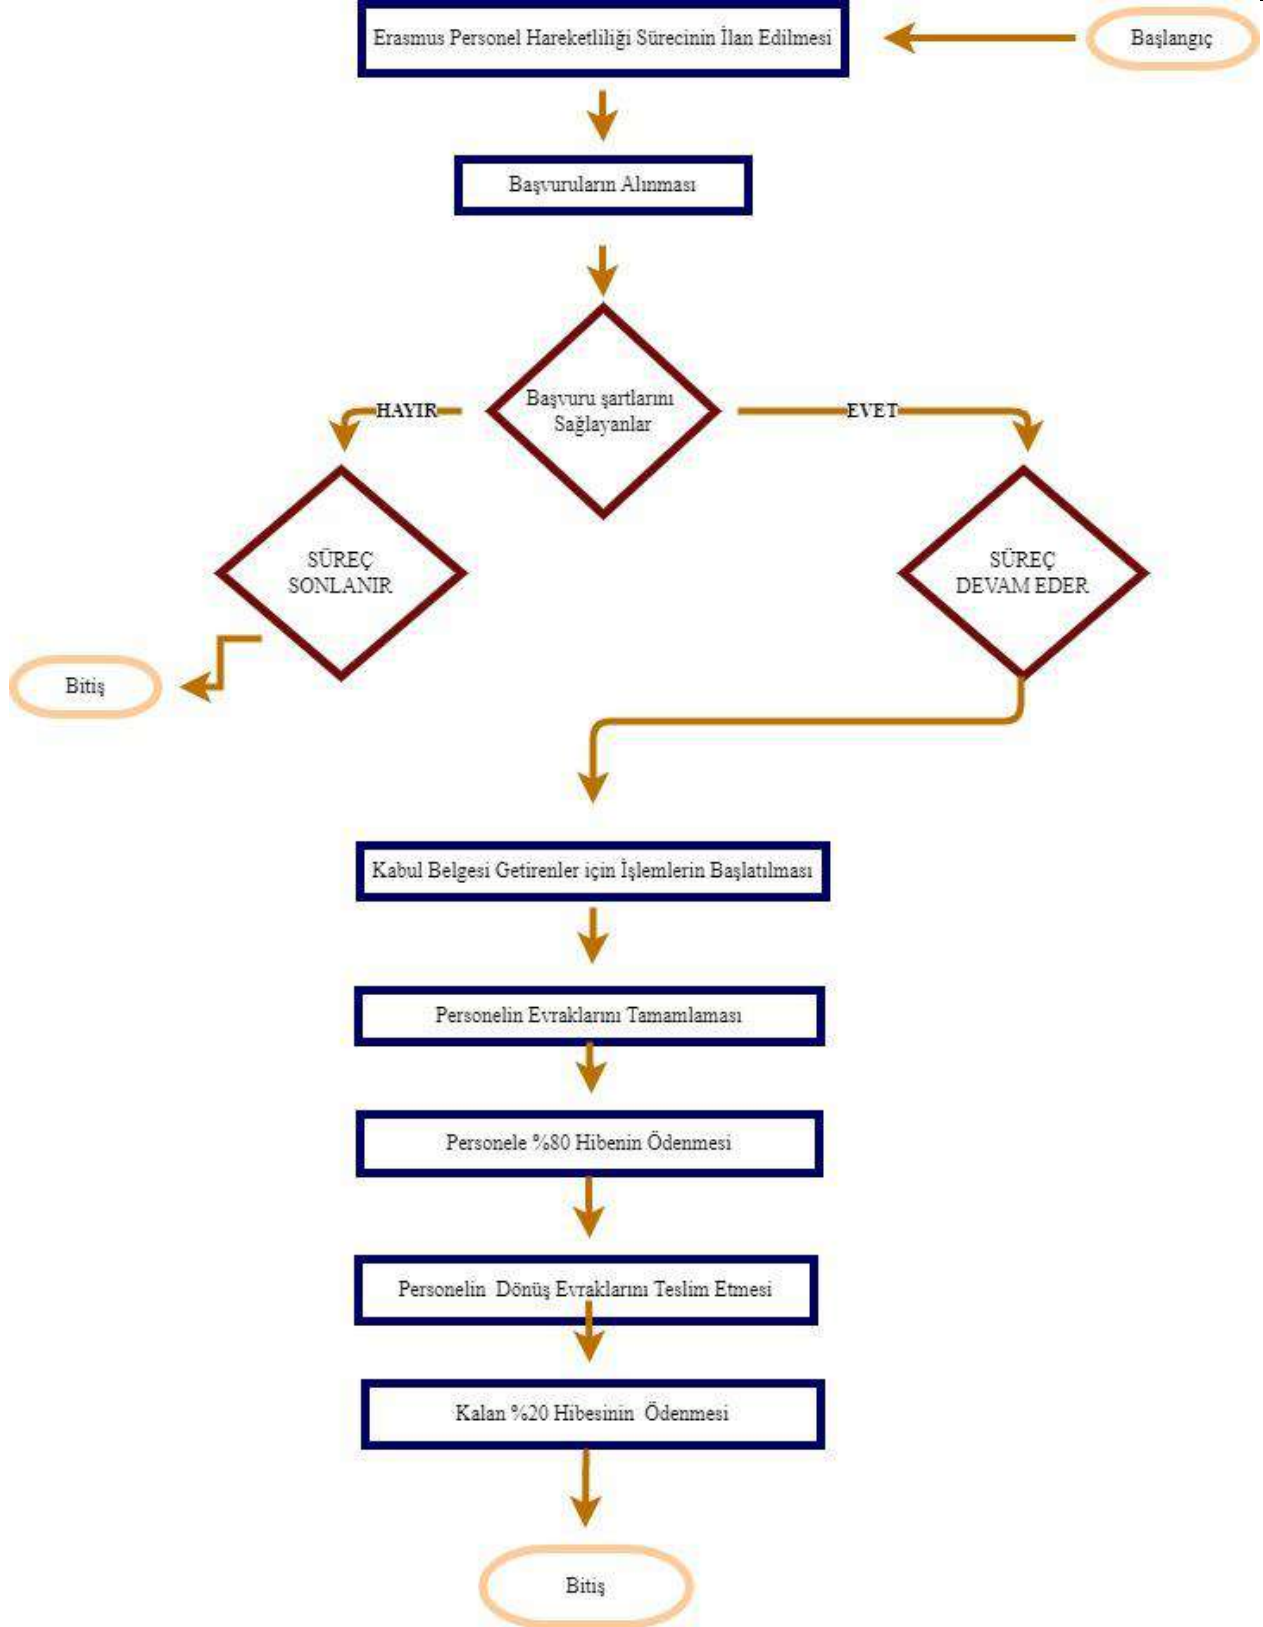 Erasmus Personel Hareketliliği Sürecinin İlan Edilmesi
Başlangıç
Başvuruların Alınması
Başvuru şartlarını
Sağlayanlar
HAYIR
EVET
SÜREÇ
SONLANIR
SÜREÇ
DEVAM EDER
Bitiş
Kabul Belgesi Getirenler için İşlemlerin Başlatılması
Personelin Evraklarını Tamamlaması
Personele %80 Hibenin Ödenmesi
Personelin Dönüş Evraklarını Teslim Etmesi
Kalan %20 Hibesinin Ödenmesi
Bitiş